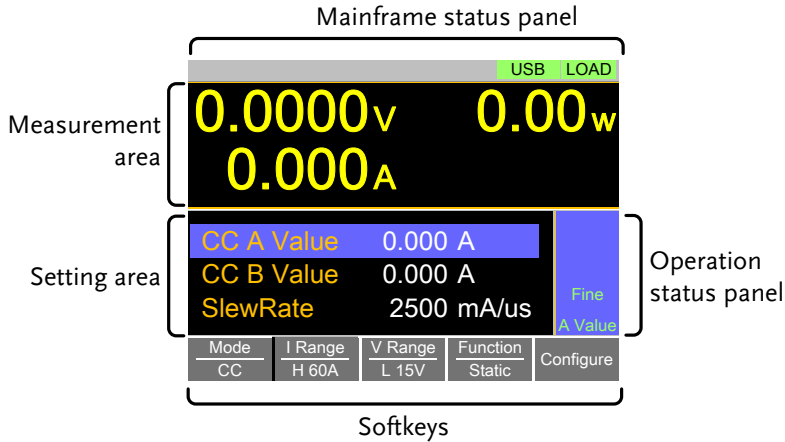 Mainframe status panel
USB LOAD
Measurement
area
0.0000V 0.00W
0.000A
Setting area
CC A Value 0.000 A
CC B Value 0.000 A
SlewRate 2500 mA/us
Fine
A Value
Operation
status panel
Mode I Range V Range Function Configure
CC H 60A L 15V Static
Softkeys